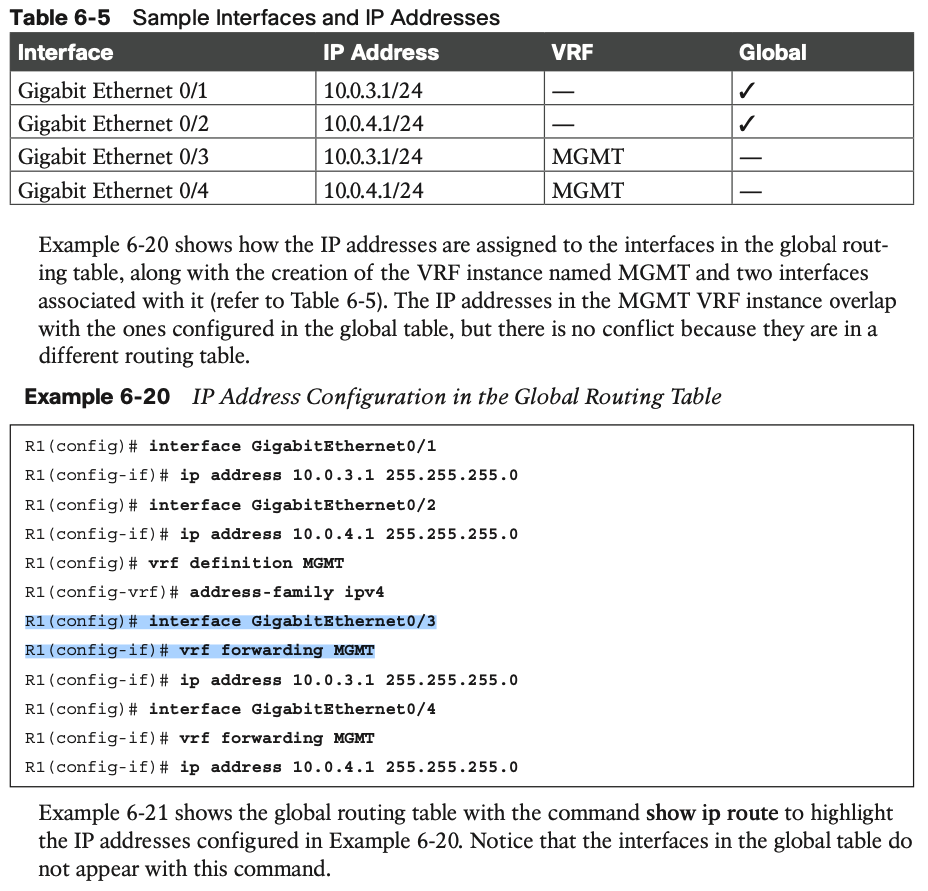 Table 6-5 Sample Interfaces and IP Addresses
Interface IP Address VRF Global
Gigabit Ethernet 0/1 10.0.3.1/24 — ✓
Gigabit Ethernet 0/2 10.0.4.1/24 — ✓
Gigabit Ethernet 0/3 10.0.3.1/24 MGMT —
Gigabit Ethernet 0/4 10.0.4.1/24 MGMT —
Example 6-20 shows how the IP addresses are assigned to the interfaces in the global rout-
ing table, along with the creation of the VRF instance named MGMT and two interfaces
associated with it (refer to Table 6-5). The IP addresses in the MGMT VRF instance overlap
with the ones configured in the global table, but there is no conflict because they are in a
different routing table.
Example 6-20 IP Address Configuration in the Global Routing Table
R1(config)# interface GigabitEthernet0/1
R1(config-if)# ip address 10.0.3.1 255.255.255.0
R1(config)# interface GigabitEthernet0/2
R1(config-if)# ip address 10.0.4.1 255.255.255.0
R1(config)# vrf definition MGMT
R1(config-vrf)# address-family ipv4
R1(config)# interface GigabitEthernet0/3
R1(config-if)# vrf forwarding MGMT
R1(config-if)# ip address 10.0.3.1 255.255.255.0
R1(config)# interface GigabitEthernet0/4
R1(config-if)# vrf forwarding MGMT
R1(config-if)# ip address 10.0.4.1 255.255.255.0
Example 6-21 shows the global routing table with the command show ip route to highlight
the IP addresses configured in Example 6-20. Notice that the interfaces in the global table do
not appear with this command.